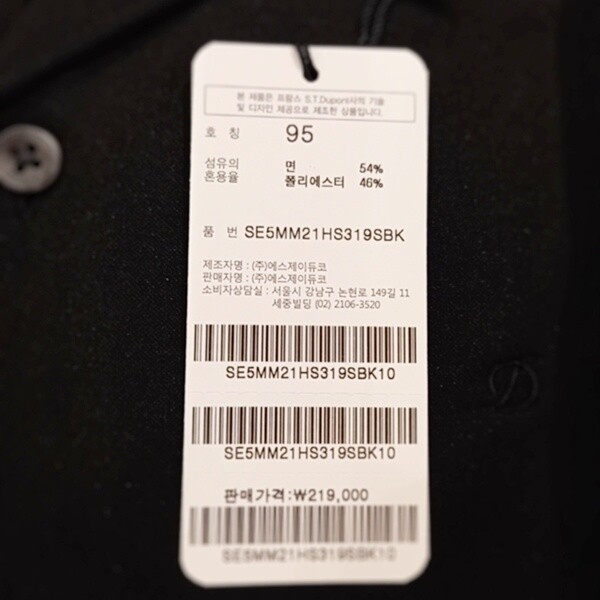 본 제품은 프랑스 S.T.Dupont사의 기술
및 디자인 제공으로 제조된 상품입니다.
호 칭 95
섬유의 면 54%
혼용율 폴리에스터 46%
품 번 SE5MM21HS319SBK
제조자명 : (주)에스제이듀코
판매자명 : (주)에스제이듀코
소비자상담실 : 서울시 강남구 논현로 149길 11
세중빌딩 (02) 2106-3520
SE5MM21HS319SBK10
SE5MM21HS319SBK10
판매가격:₩219,000
SE5MM21HS319SBK10